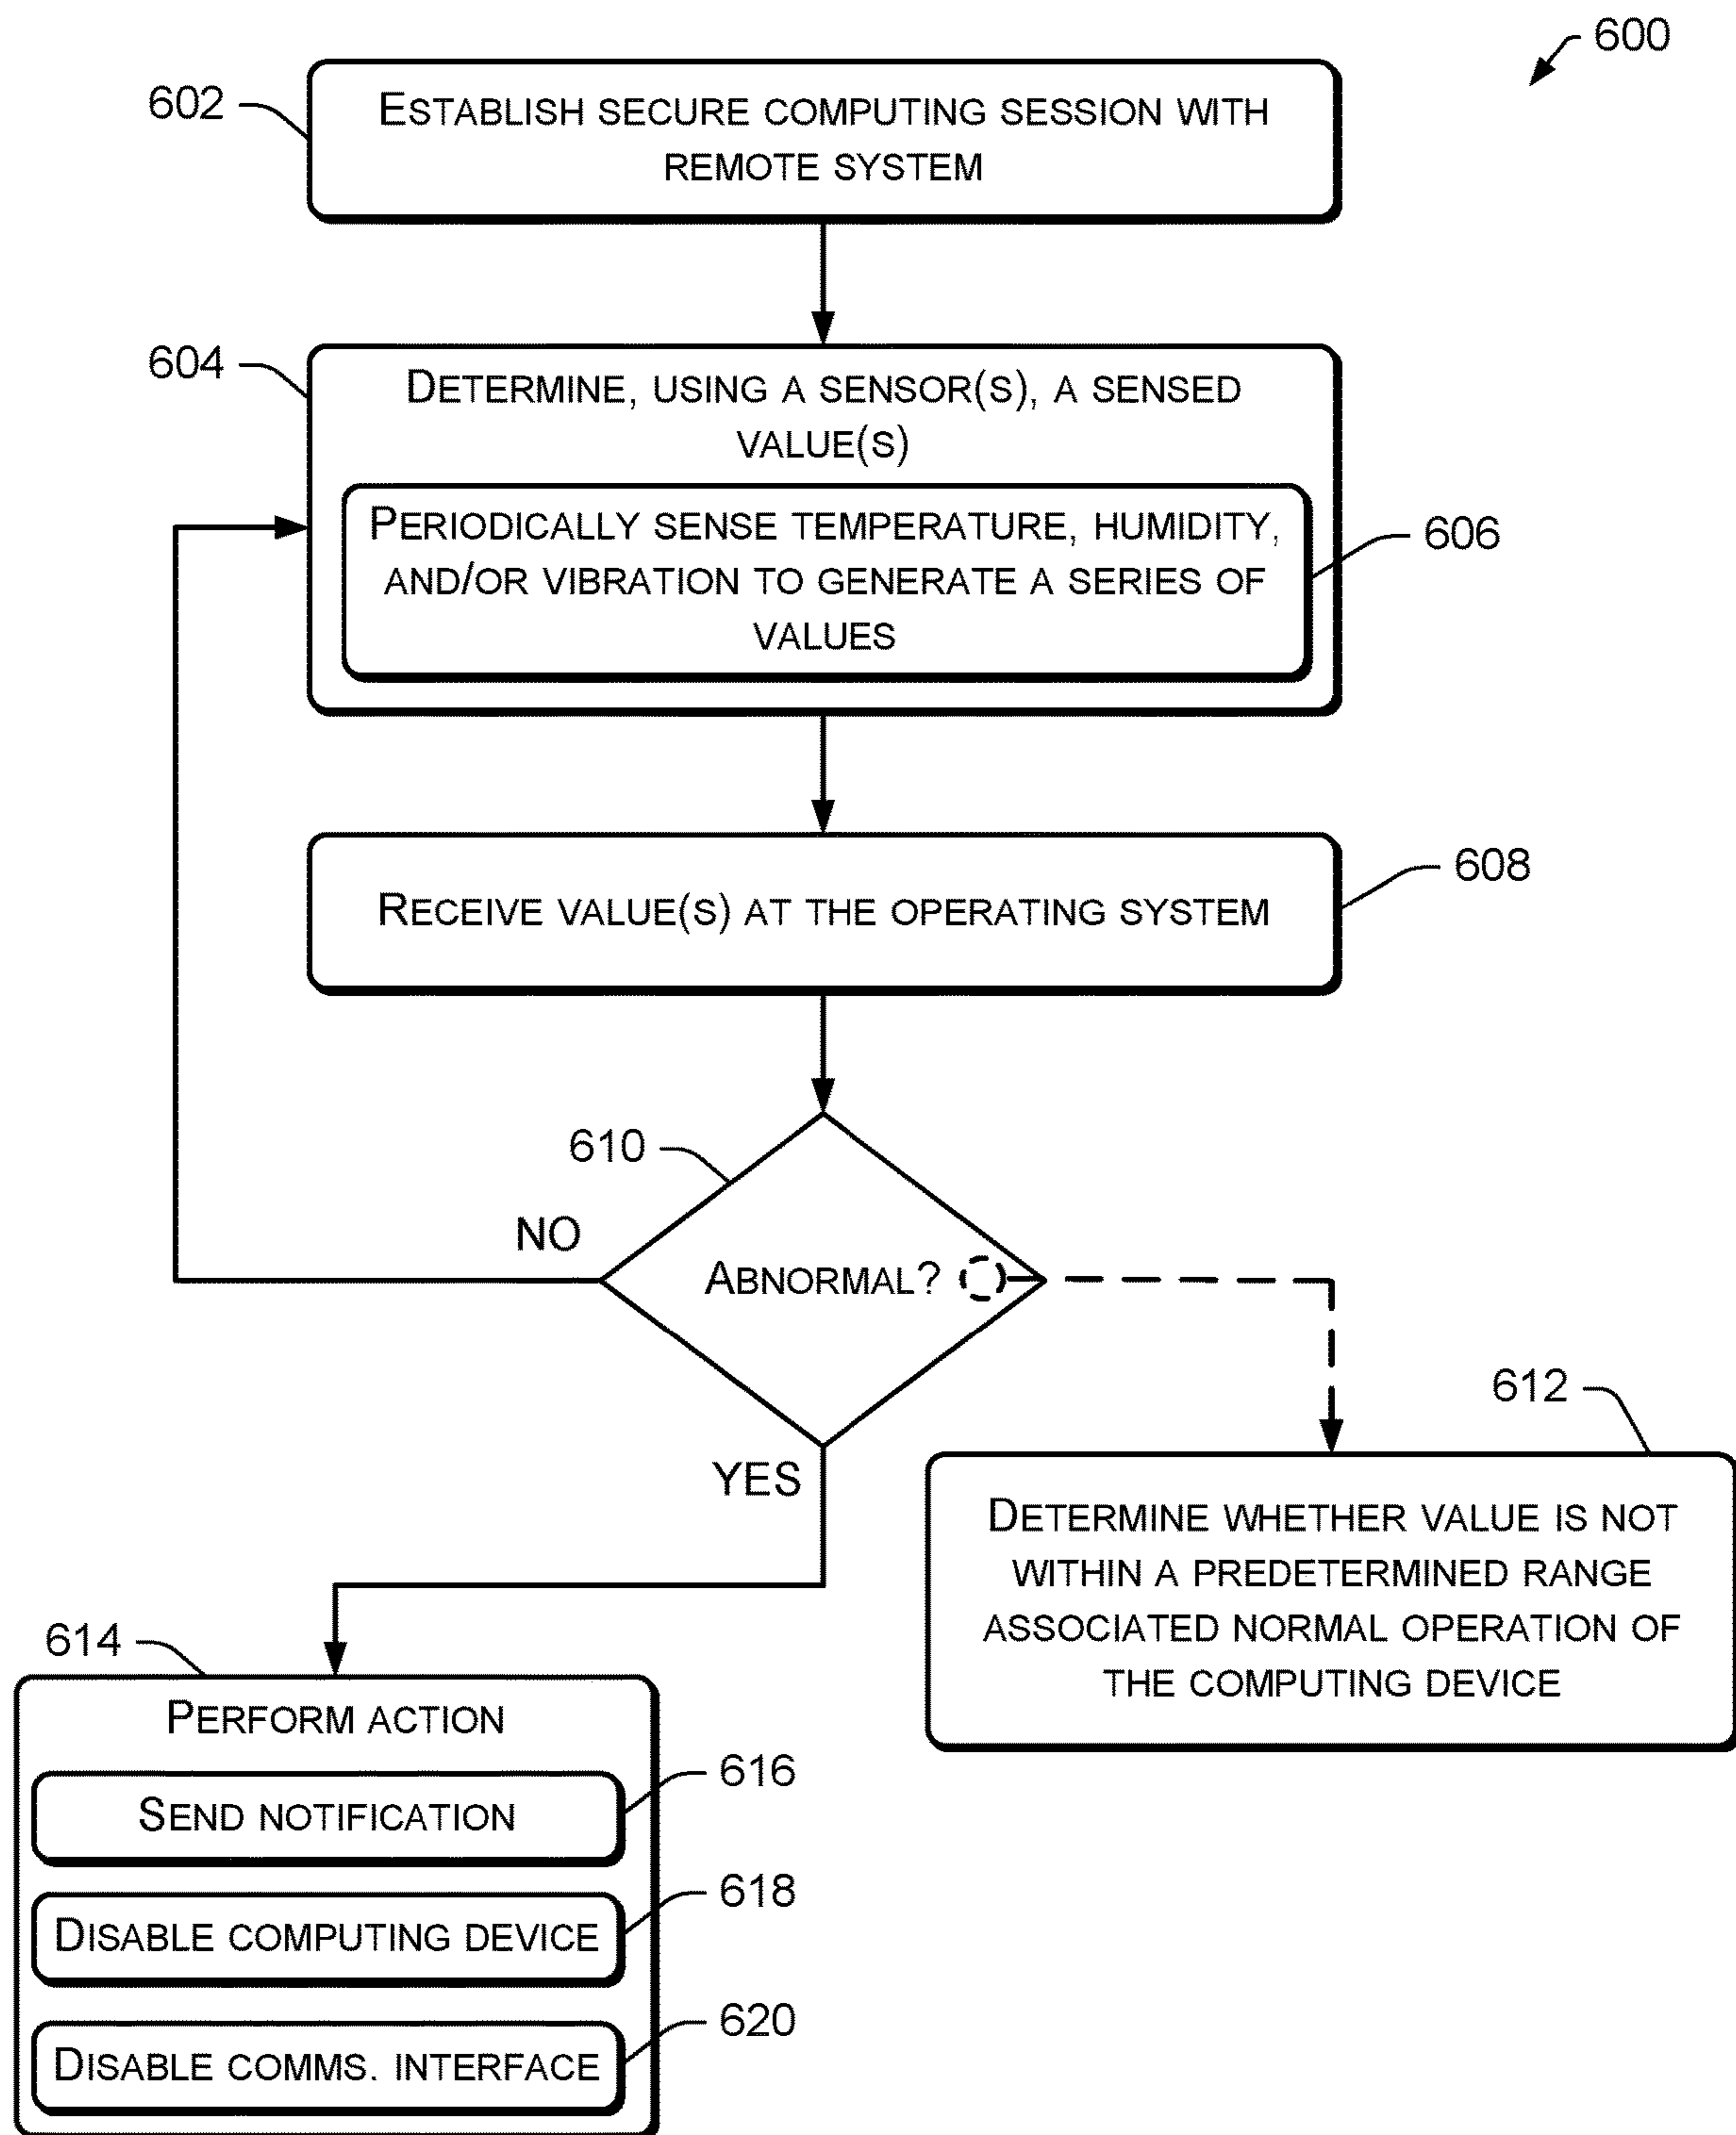 600
602
ESTABLISH SECURE COMPUTING SESSION WITH
REMOTE SYSTEM
604
DETERMINE, USING A SENSOR(S), A SENSED
VALUE(S)
PERIODICALLY SENSE TEMPERATURE, HUMIDITY,
AND/OR VIBRATION TO GENERATE A SERIES OF
VALUES
606
608
RECEIVE VALUE(S) AT THE OPERATING SYSTEM
610
NO
ABNORMAL?
YES
612
DETERMINE WHETHER VALUE IS NOT
WITHIN A PREDETERMINED RANGE
ASSOCIATED NORMAL OPERATION OF
THE COMPUTING DEVICE
614
PERFORM ACTION
SEND NOTIFICATION
616
DISABLE COMPUTING DEVICE
618
DISABLE COMMS. INTERFACE
620